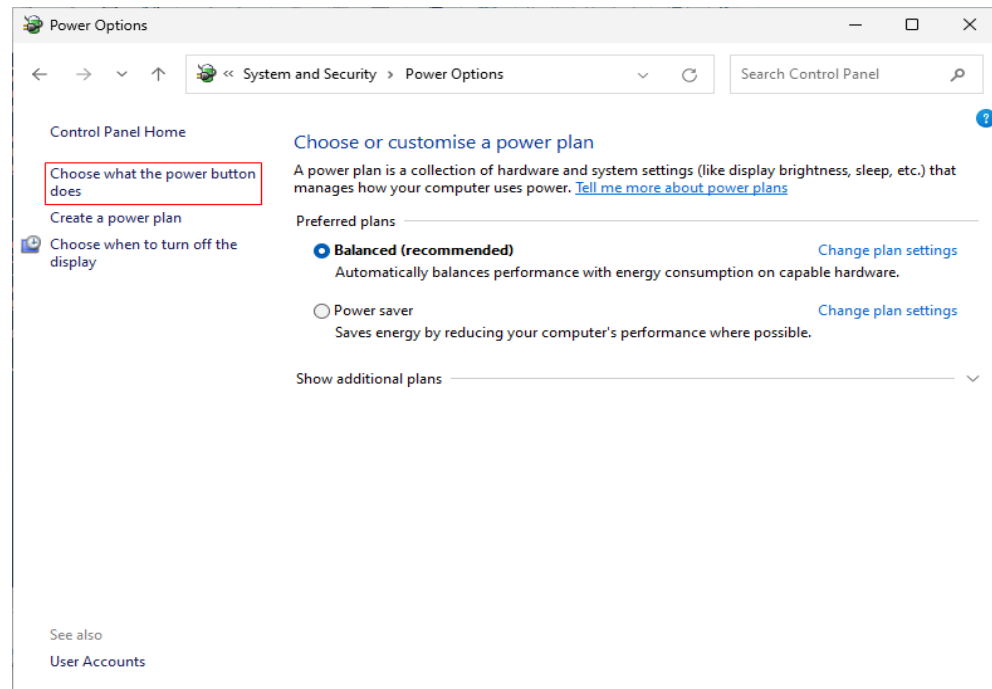 Power Options
« System and Security › Power Options
Search Control Panel
Control Panel Home
Choose what the power button
does
Create a power plan
Choose when to turn off the
display
Choose or customise a power plan
A power plan is a collection of hardware and system settings (like display brightness, sleep, etc.) that
manages how your computer uses power. Tell me more about power plans
Preferred plans
Balanced (recommended) Change plan settings
Automatically balances performance with energy consumption on capable hardware.
Power saver Change plan settings
Saves energy by reducing your computer's performance where possible.
Show additional plans
See also
User Accounts